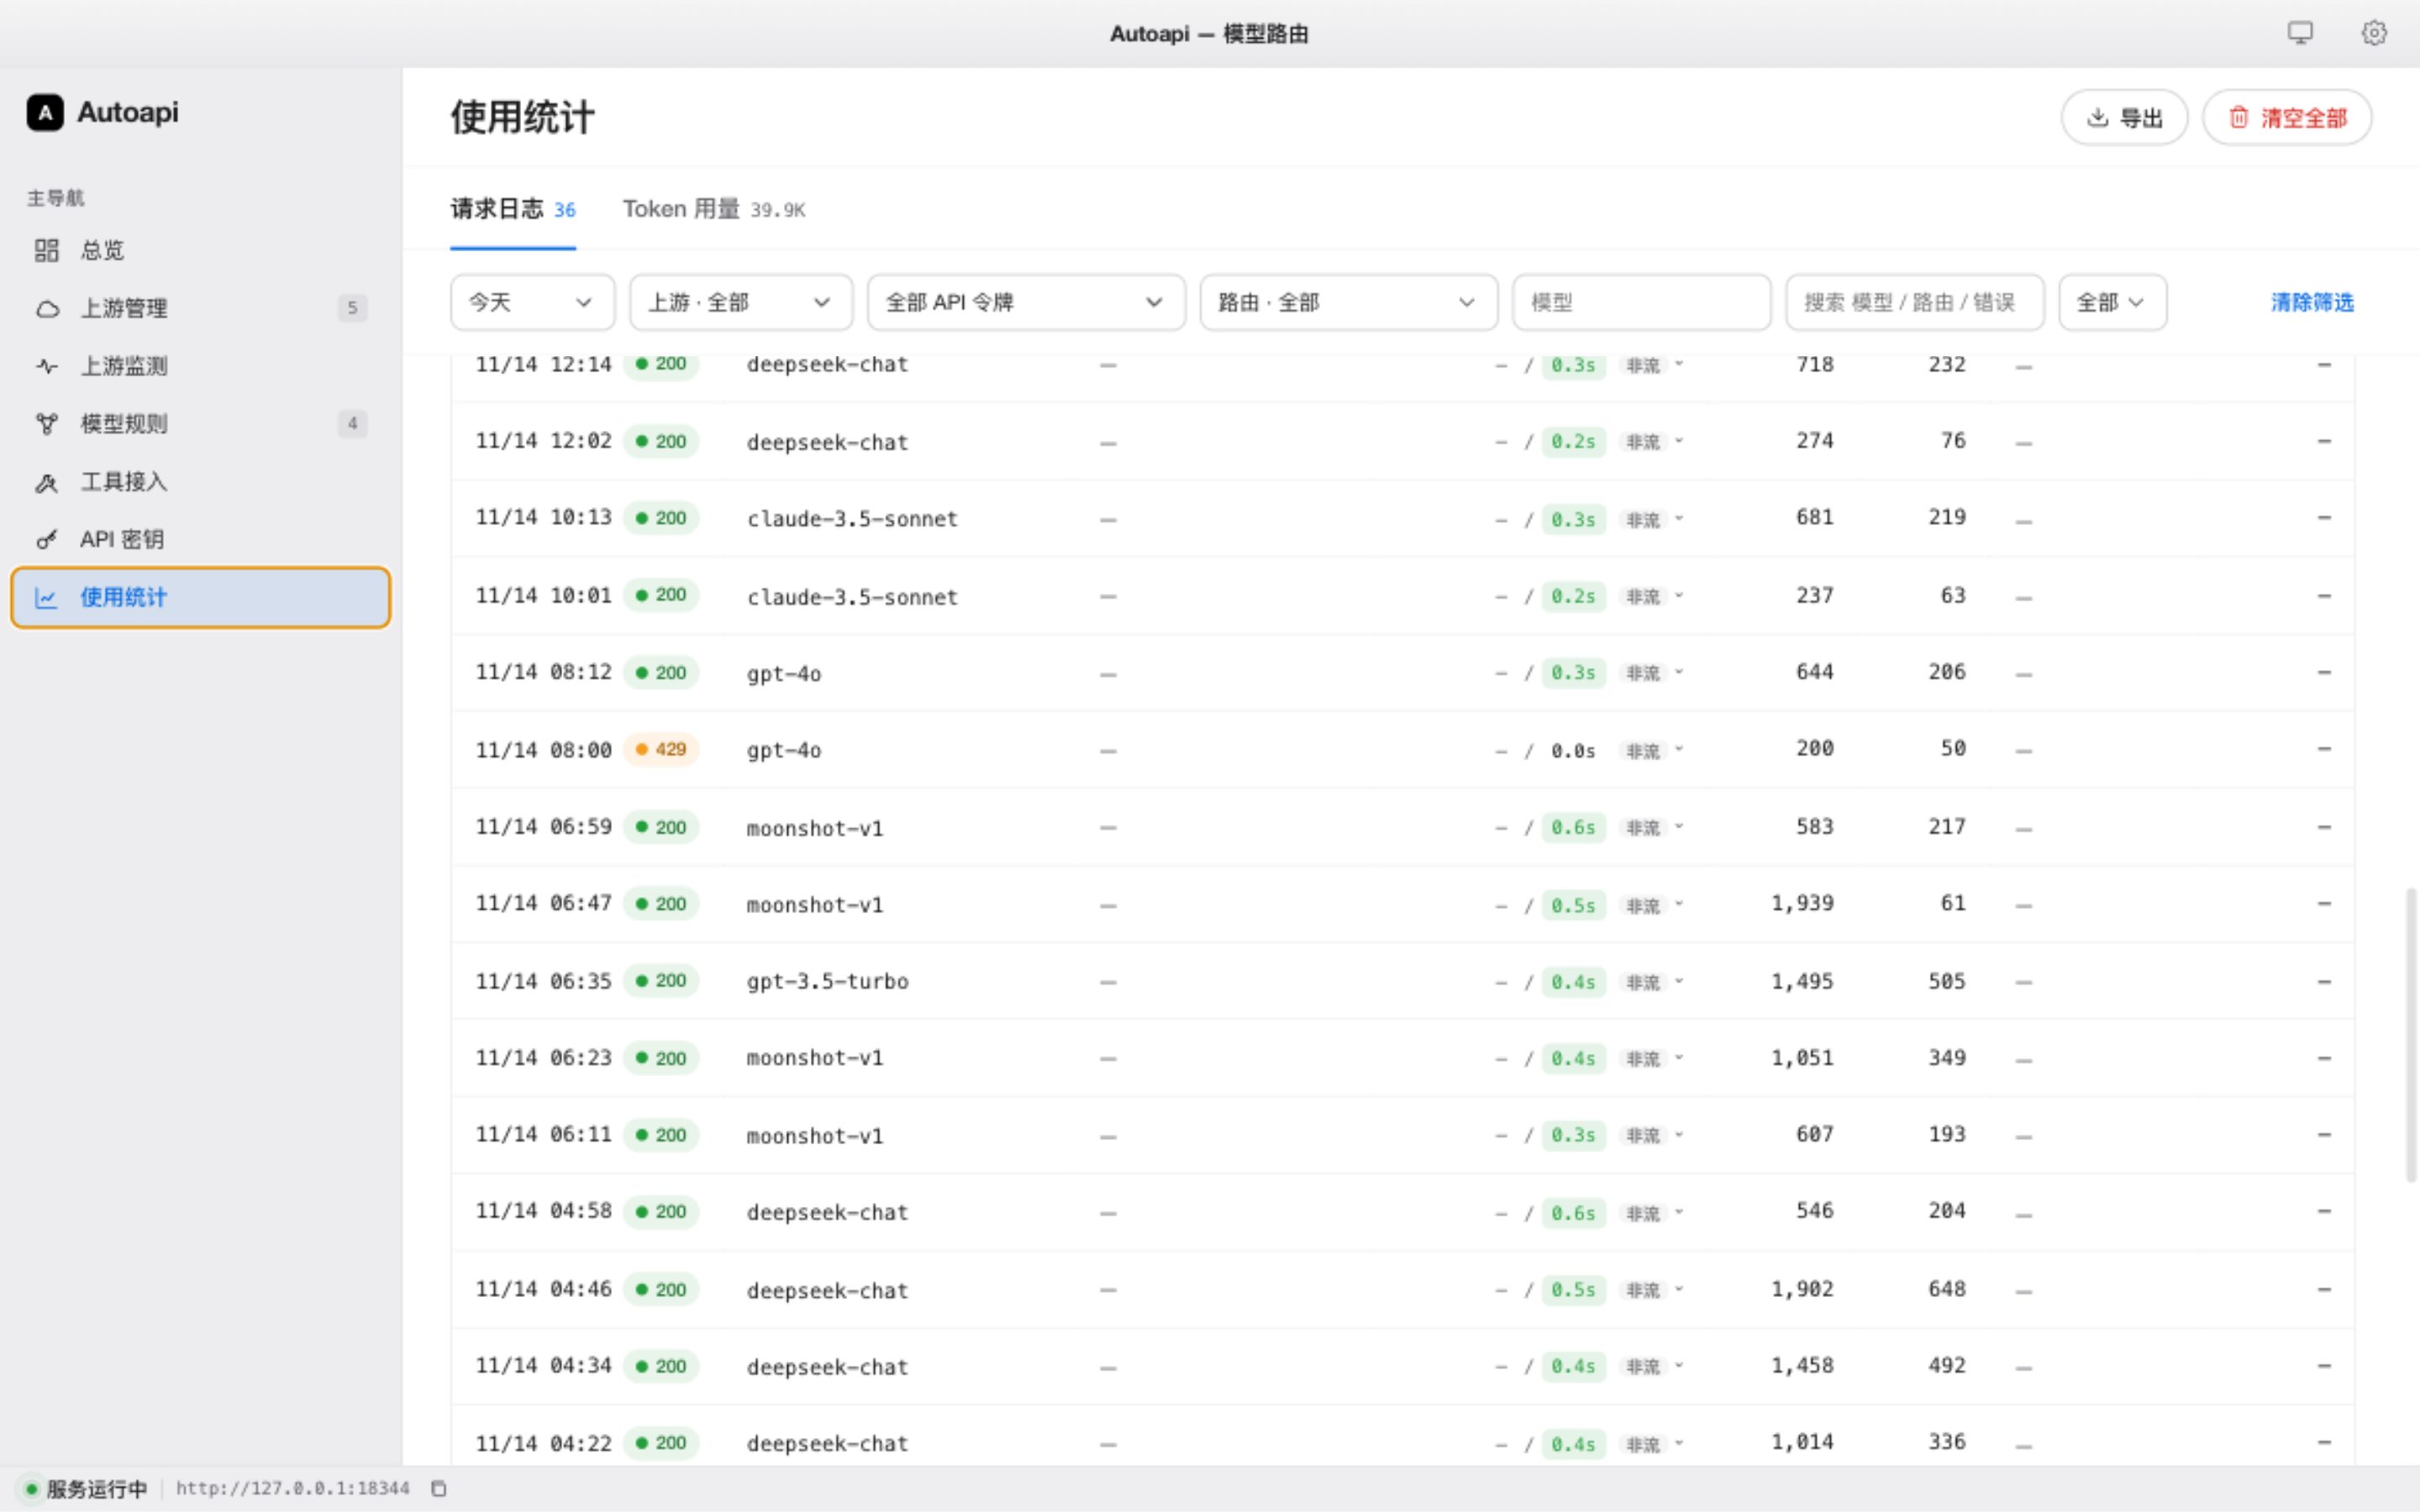 Autoapi — 模型路由
A Autoapi
主导航
总览
上游管理 5
上游监测
模型规则 4
工具接入
API 密钥
使用统计
使用统计
导出 清空全部
请求日志 36 Token 用量 39.9K
今天 上游 · 全部 全部 API 令牌 路由 · 全部 模型 搜索 模型 / 路由 / 错误 全部 清除筛选
11/14 12:14 200 deepseek-chat — — / 0.3s 非流 718 232 — —
11/14 12:02 200 deepseek-chat — — / 0.2s 非流 274 76 — —
11/14 10:13 200 claude-3.5-sonnet — — / 0.3s 非流 681 219 — —
11/14 10:01 200 claude-3.5-sonnet — — / 0.2s 非流 237 63 — —
11/14 08:12 200 gpt-4o — — / 0.3s 非流 644 206 — —
11/14 08:00 429 gpt-4o — — / 0.0s 非流 200 50 — —
11/14 06:59 200 moonshot-v1 — — / 0.6s 非流 583 217 — —
11/14 06:47 200 moonshot-v1 — — / 0.5s 非流 1,939 61 — —
11/14 06:35 200 gpt-3.5-turbo — — / 0.4s 非流 1,495 505 — —
11/14 06:23 200 moonshot-v1 — — / 0.4s 非流 1,051 349 — —
11/14 06:11 200 moonshot-v1 — — / 0.3s 非流 607 193 — —
11/14 04:58 200 deepseek-chat — — / 0.6s 非流 546 204 — —
11/14 04:46 200 deepseek-chat — — / 0.5s 非流 1,902 648 — —
11/14 04:34 200 deepseek-chat — — / 0.4s 非流 1,458 492 — —
11/14 04:22 200 deepseek-chat — — / 0.4s 非流 1,014 336 — —
服务运行中 http://127.0.0.1:18344